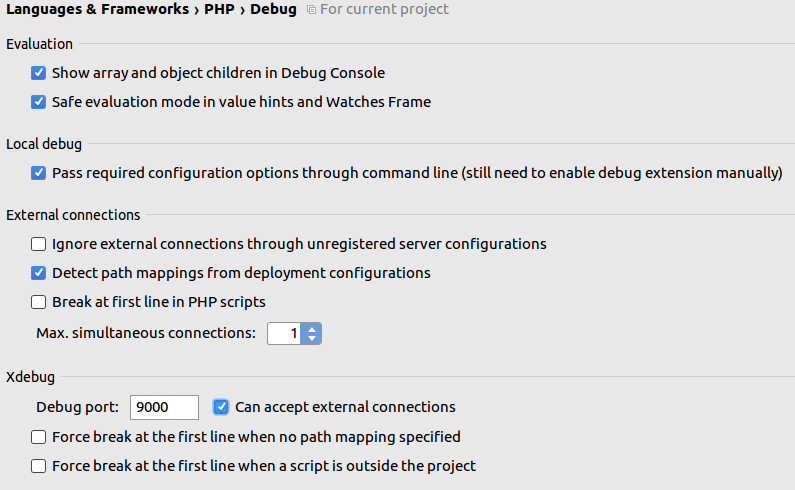 Languages & Frameworks › PHP › Debug For current project
Evaluation
Show array and object children in Debug Console
Safe evaluation mode in value hints and Watches Frame
Local debug
Pass required configuration options through command line (still need to enable debug extension manually)
External connections
Ignore external connections through unregistered server configurations
Detect path mappings from deployment configurations
Break at first line in PHP scripts
Max. simultaneous connections: 1
Xdebug
Debug port: 9000 Can accept external connections
Force break at the first line when no path mapping specified
Force break at the first line when a script is outside the project